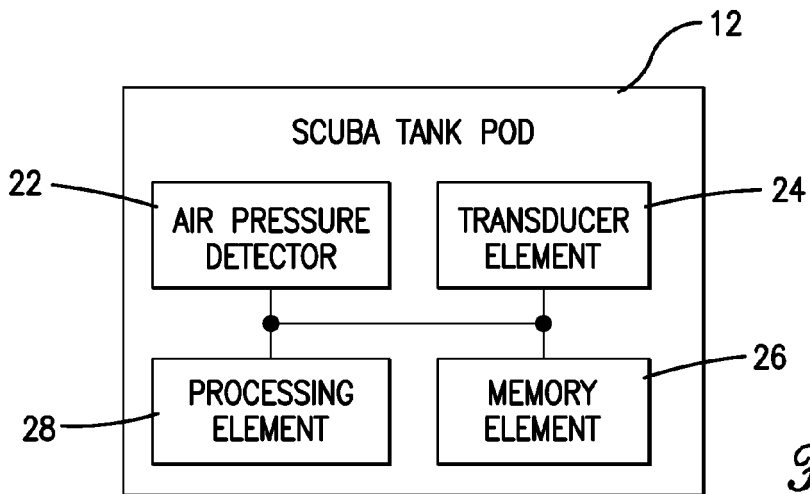 12
SCUBA TANK POD
22
AIR PRESSURE
DETECTOR
24
TRANSDUCER
ELEMENT
28
PROCESSING
ELEMENT
26
MEMORY
ELEMENT